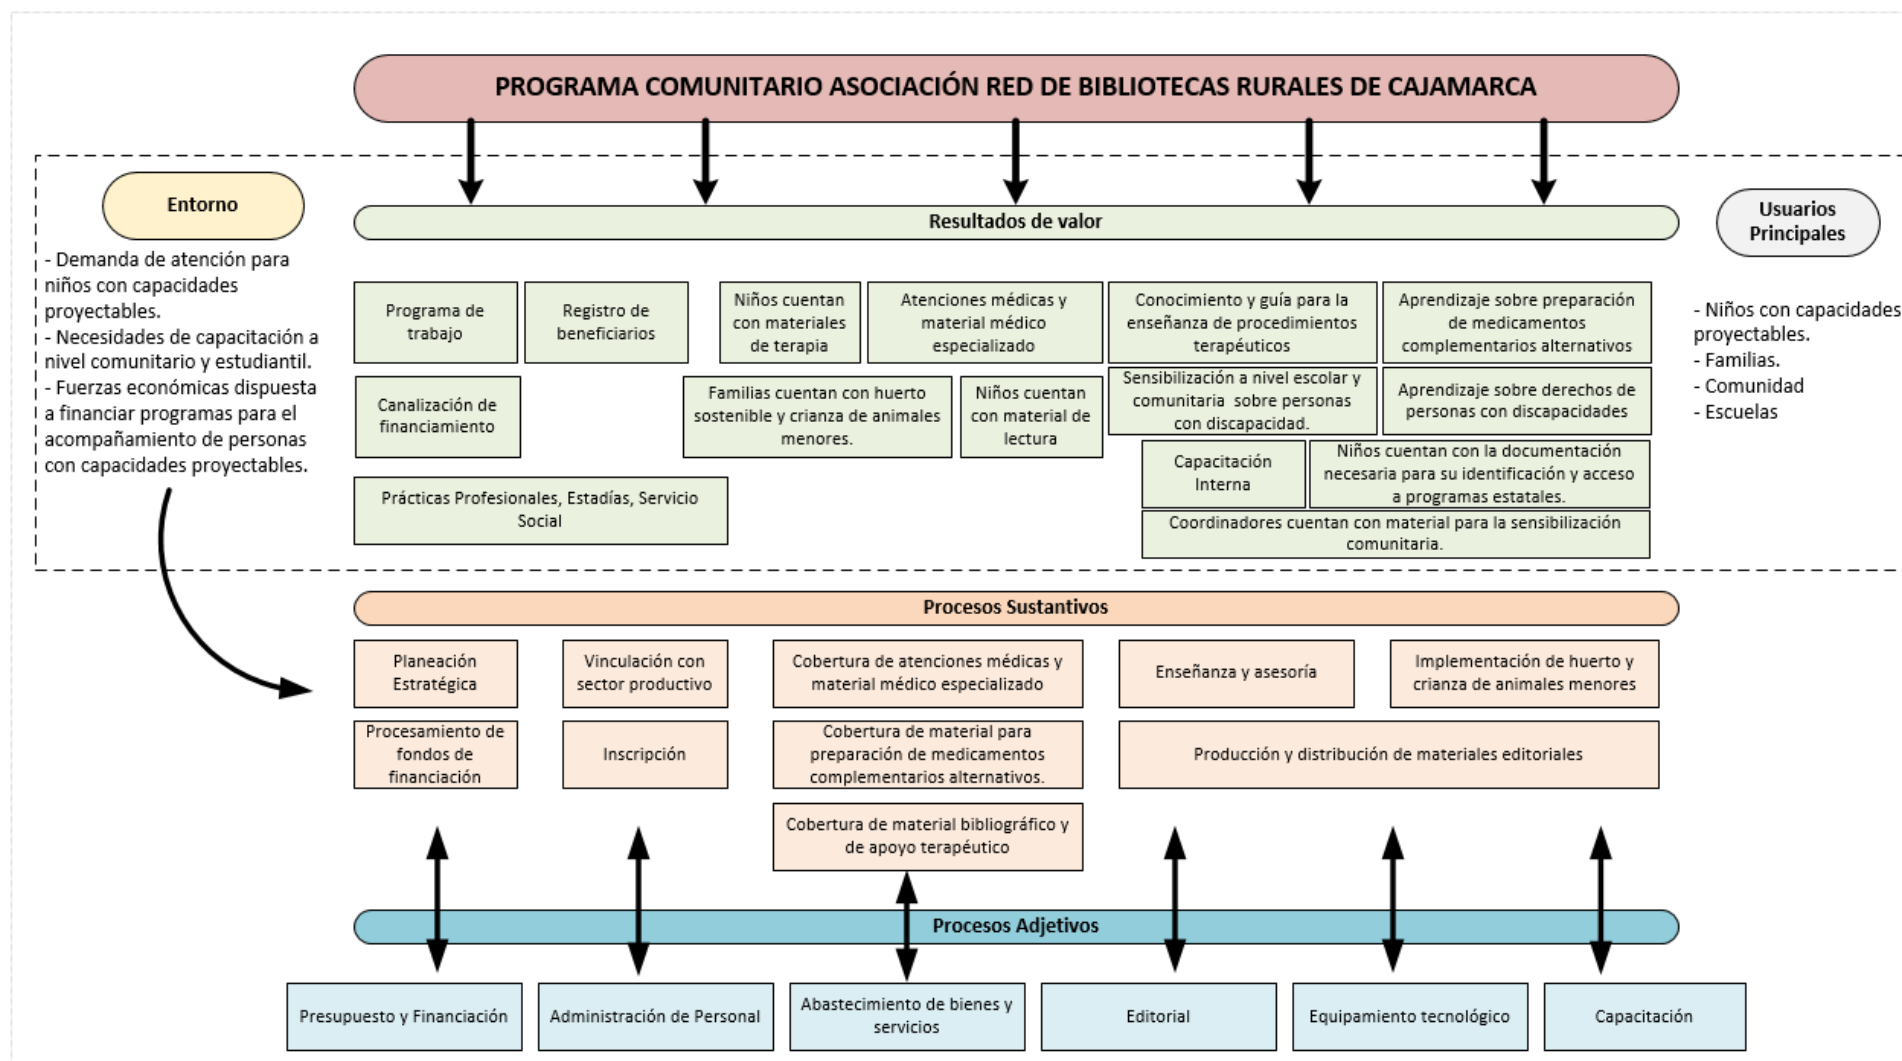 PROGRAMA COMUNITARIO ASOCIACIÓN RED DE BIBLIOTECAS RURALES DE CAJAMARCA
Entorno
- Demanda de atención para
niños con capacidades
proyectables.
- Necesidades de capacitación a
nivel comunitario y estudiantil.
- Fuerzas económicas dispuesta
a financiar programas para el
acompañamiento de personas
con capacidades proyectables.
Resultados de valor
Programa de
trabajo
Registro de
beneficiarios
Niños cuentan
con materiales
de terapia
Atenciones médicas y
material médico
especializado
Conocimiento y guía para la
enseñanza de procedimientos
terapéuticos
Aprendizaje sobre preparación
de medicamentos
complementarios alternativos
Canalización de
financiamiento
Familias cuentan con huerto
sostenible y crianza de animales
menores.
Niños cuentan
con material de
lectura
Sensibilización a nivel escolar y
comunitaria sobre personas
con discapacidad.
Aprendizaje sobre derechos de
personas con discapacidades
Capacitación
Interna
Niños cuentan con la documentación
necesaria para su identificación y acceso
a programas estatales.
Prácticas Profesionales, Estadías, Servicio
Social
Coordinadores cuentan con material para la sensibilización
comunitaria.
Usuarios
Principales
- Niños con capacidades
proyectables.
- Familias.
- Comunidad
- Escuelas
Procesos Sustantivos
Planeación
Estratégica
Vinculación con
sector productivo
Cobertura de atenciones médicas y
material médico especializado
Enseñanza y asesoría
Implementación de huerto y
crianza de animales menores
Procesamiento de
fondos de
financiación
Inscripción
Cobertura de material para
preparación de medicamentos
complementarios alternativos.
Producción y distribución de materiales editoriales
Cobertura de material bibliográfico y
de apoyo terapéutico
Procesos Adjetivos
Presupuesto y Financiación
Administración de Personal
Abastecimiento de bienes y
servicios
Editorial
Equipamiento tecnológico
Capacitación